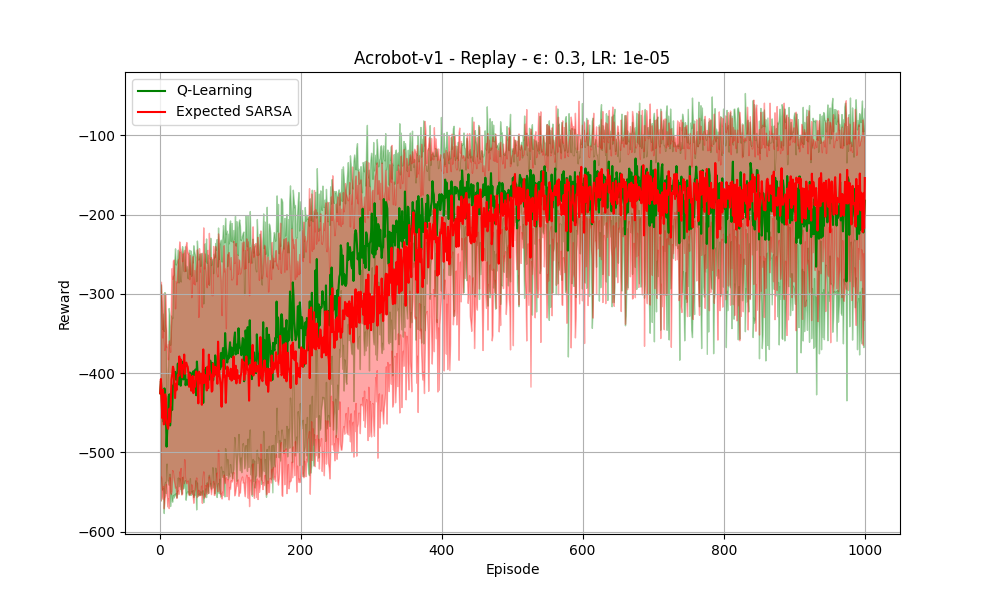 Acrobot-v1 - Replay - ϵ: 0.3, LR: 1e-05
Q-Learning
Expected SARSA
−100
−200
−300
−400
−500
−600
Reward
0
200
400
600
800
1000
Episode